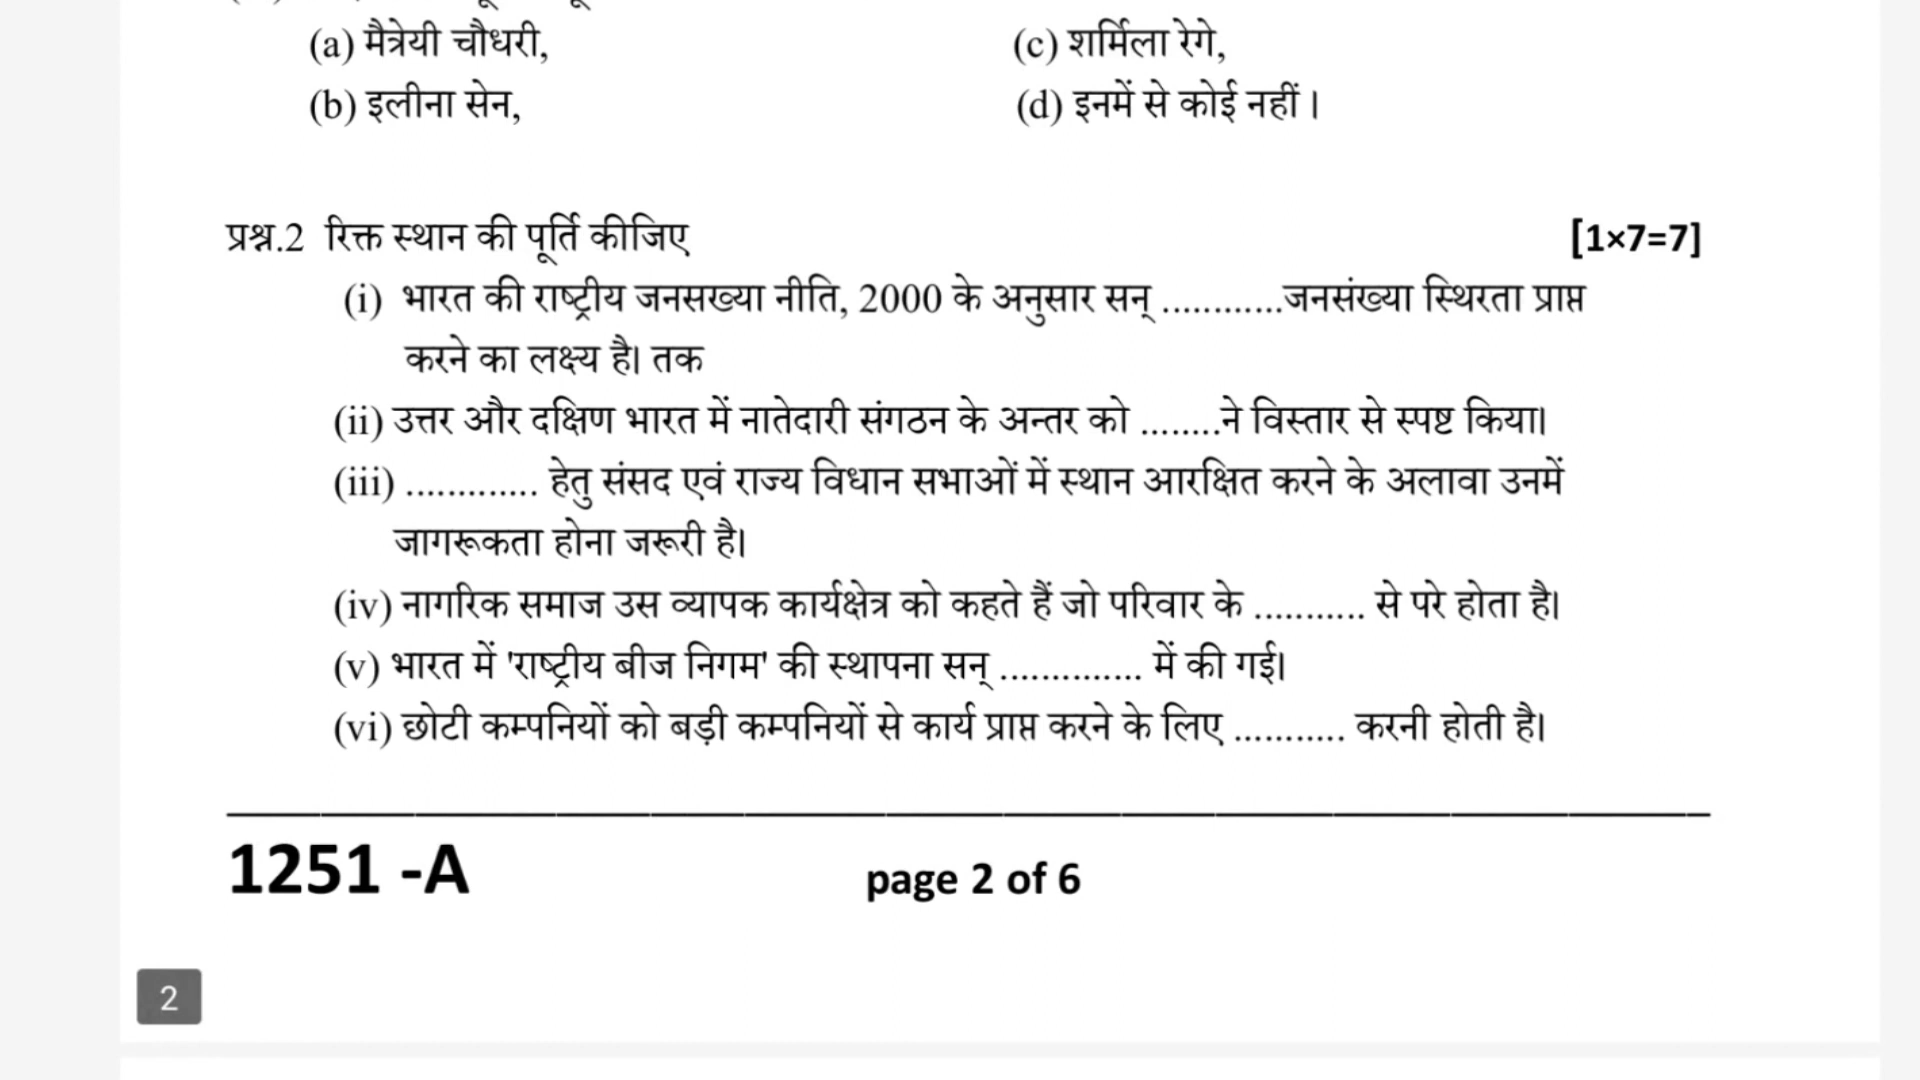 (a) मैत्रेयी चौधरी,
(c) शर्मिला रेगे,
(b) इलीना सेन,
(d) इनमें से कोई नहीं।
प्रश्न.2 रिक्त स्थान की पूर्ति कीजिए [1×7=7]
(i) भारत की राष्ट्रीय जनसख्या नीति, 2000 के अनुसार सन् ............जनसंख्या स्थिरता प्राप्त
करने का लक्ष्य है। तक
(ii) उत्तर और दक्षिण भारत में नातेदारी संगठन के अन्तर को ........ने विस्तार से स्पष्ट किया।
(iii) ............. हेतु संसद एवं राज्य विधान सभाओं में स्थान आरक्षित करने के अलावा उनमें
जागरूकता होना जरूरी है।
(iv) नागरिक समाज उस व्यापक कार्यक्षेत्र को कहते हैं जो परिवार के ........... से परे होता है।
(v) भारत में 'राष्ट्रीय बीज निगम' की स्थापना सन् .............. में की गई।
(vi) छोटी कम्पनियों को बड़ी कम्पनियों से कार्य प्राप्त करने के लिए ........... करनी होती है।
1251 -A page 2 of 6
2